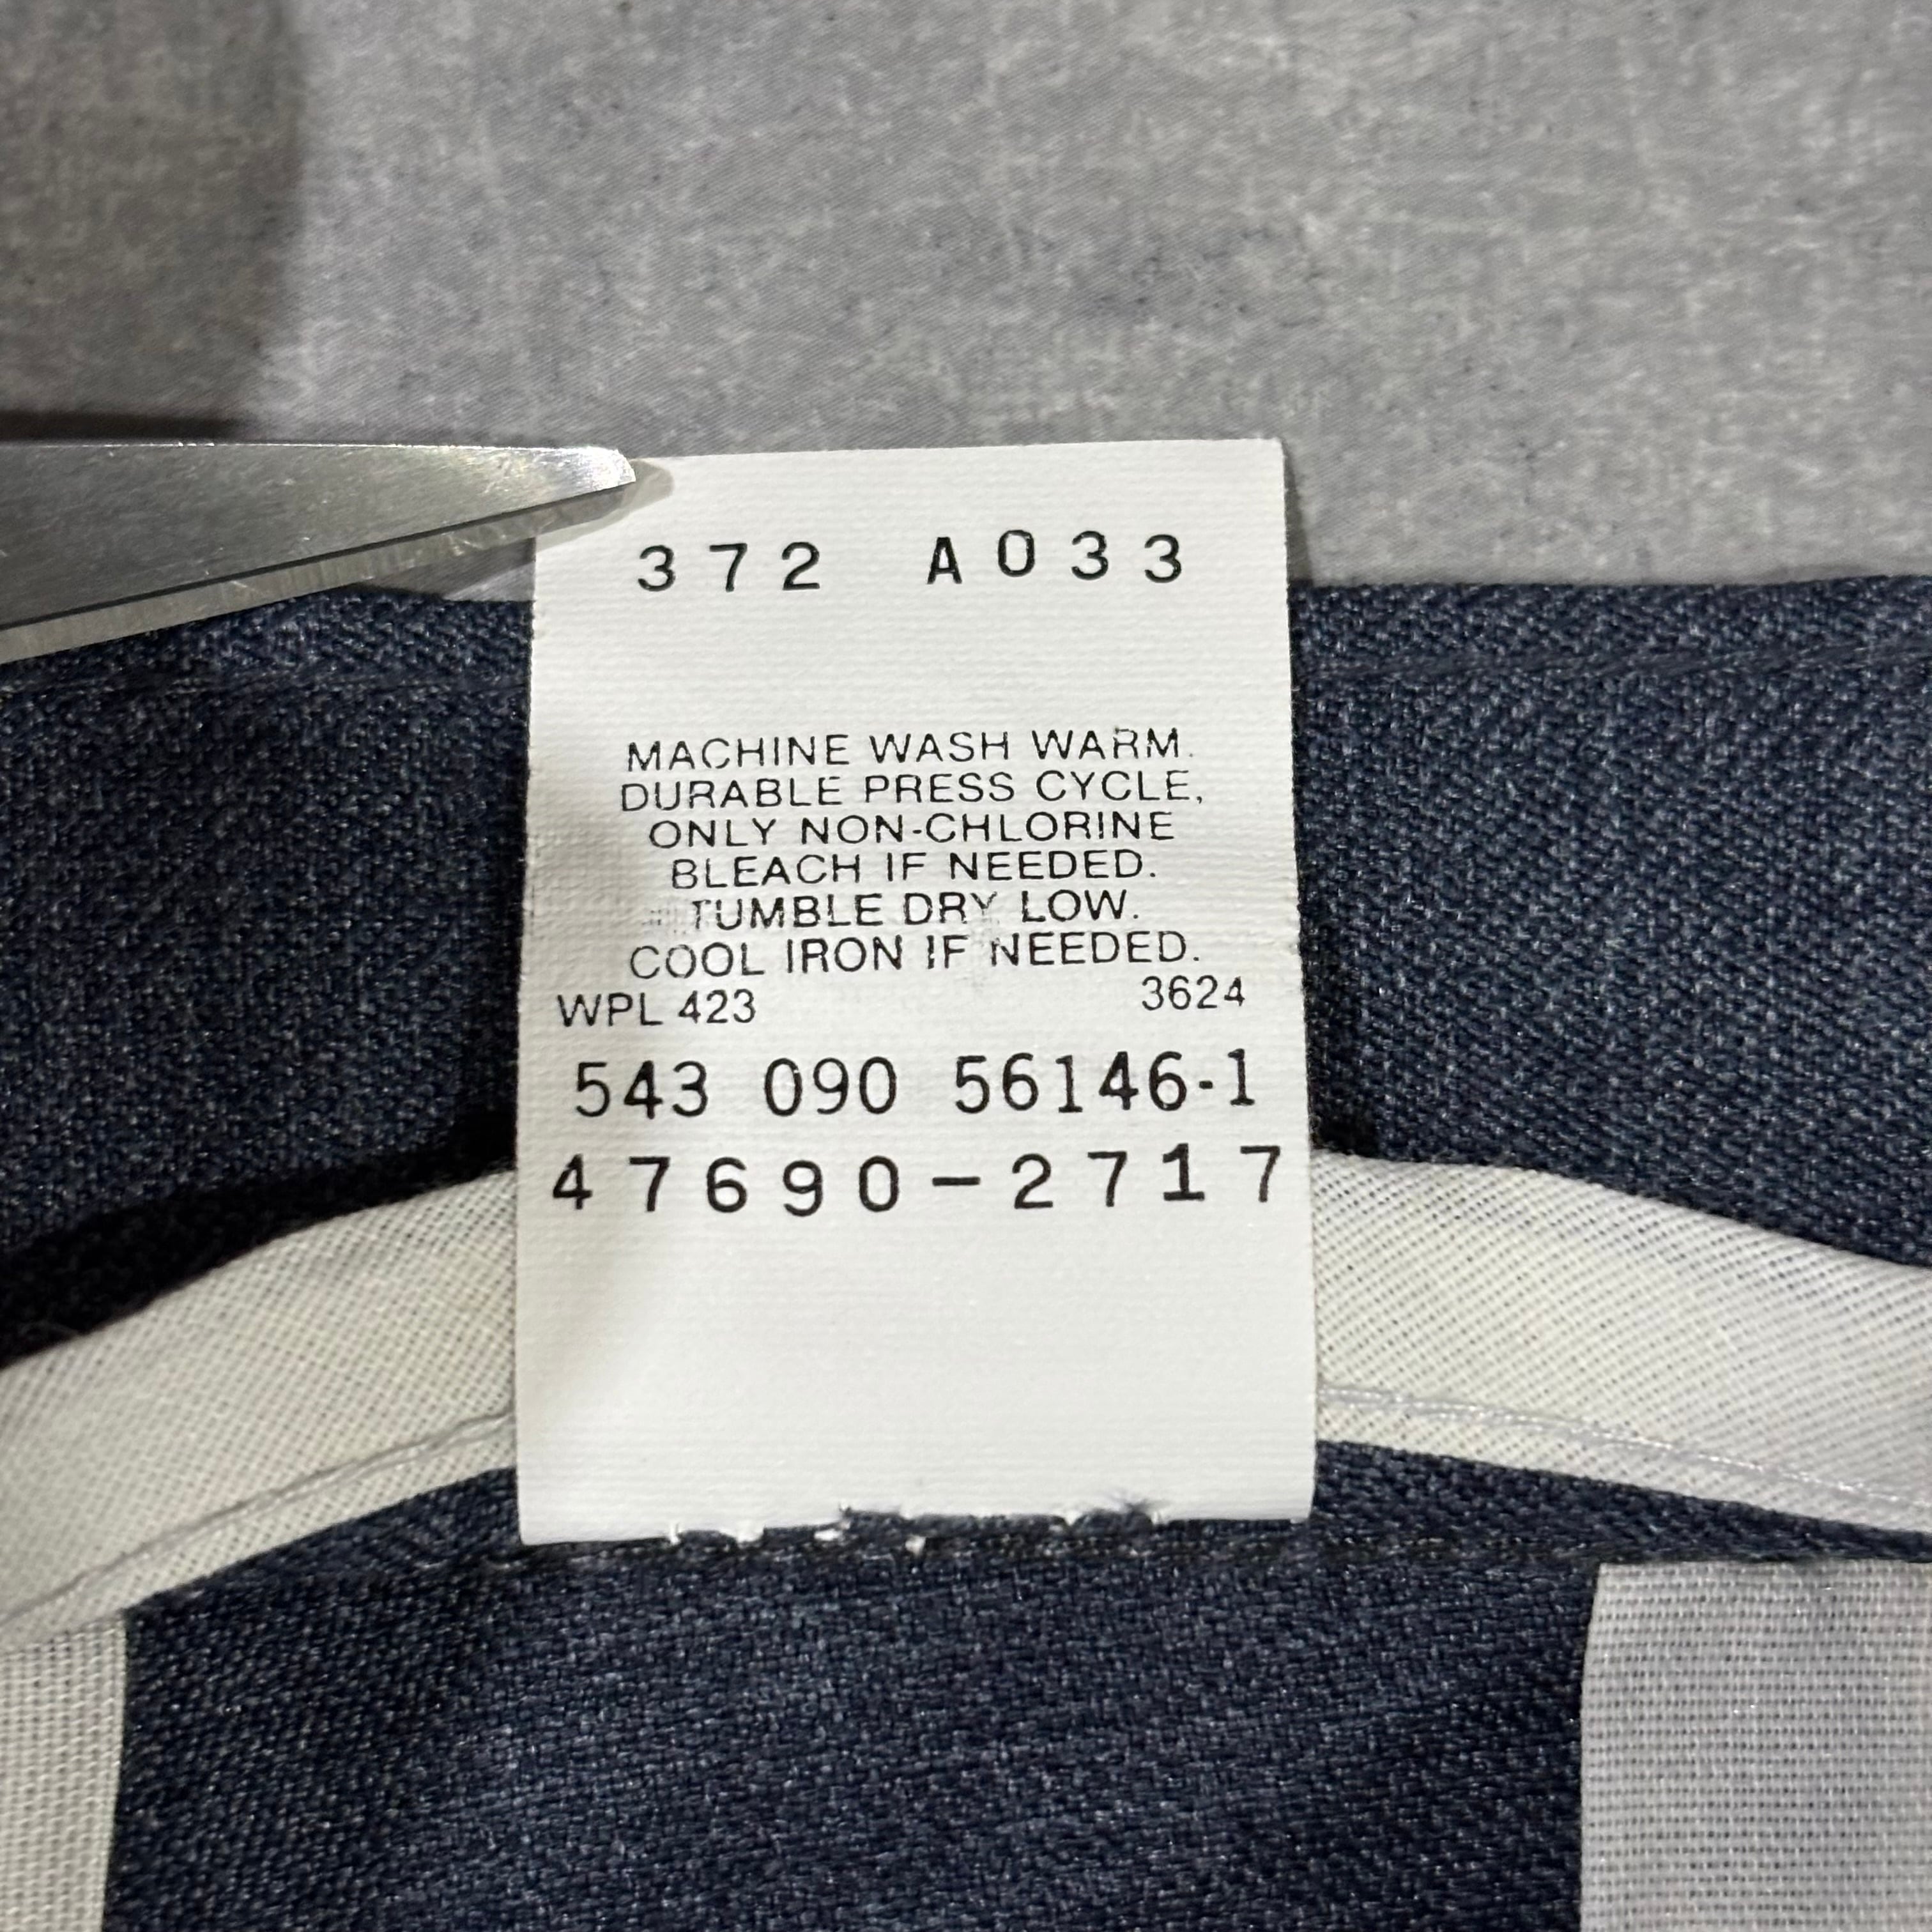 372 A033
MACHINE WASH WARM.
DURABLE PRESS CYCLE,
ONLY NON-CHLORINE
BLEACH IF NEEDED.
TUMBLE DRY LOW.
COOL IRON IF NEEDED.
WPL 423 3624
543 090 56146-1
47690-2717